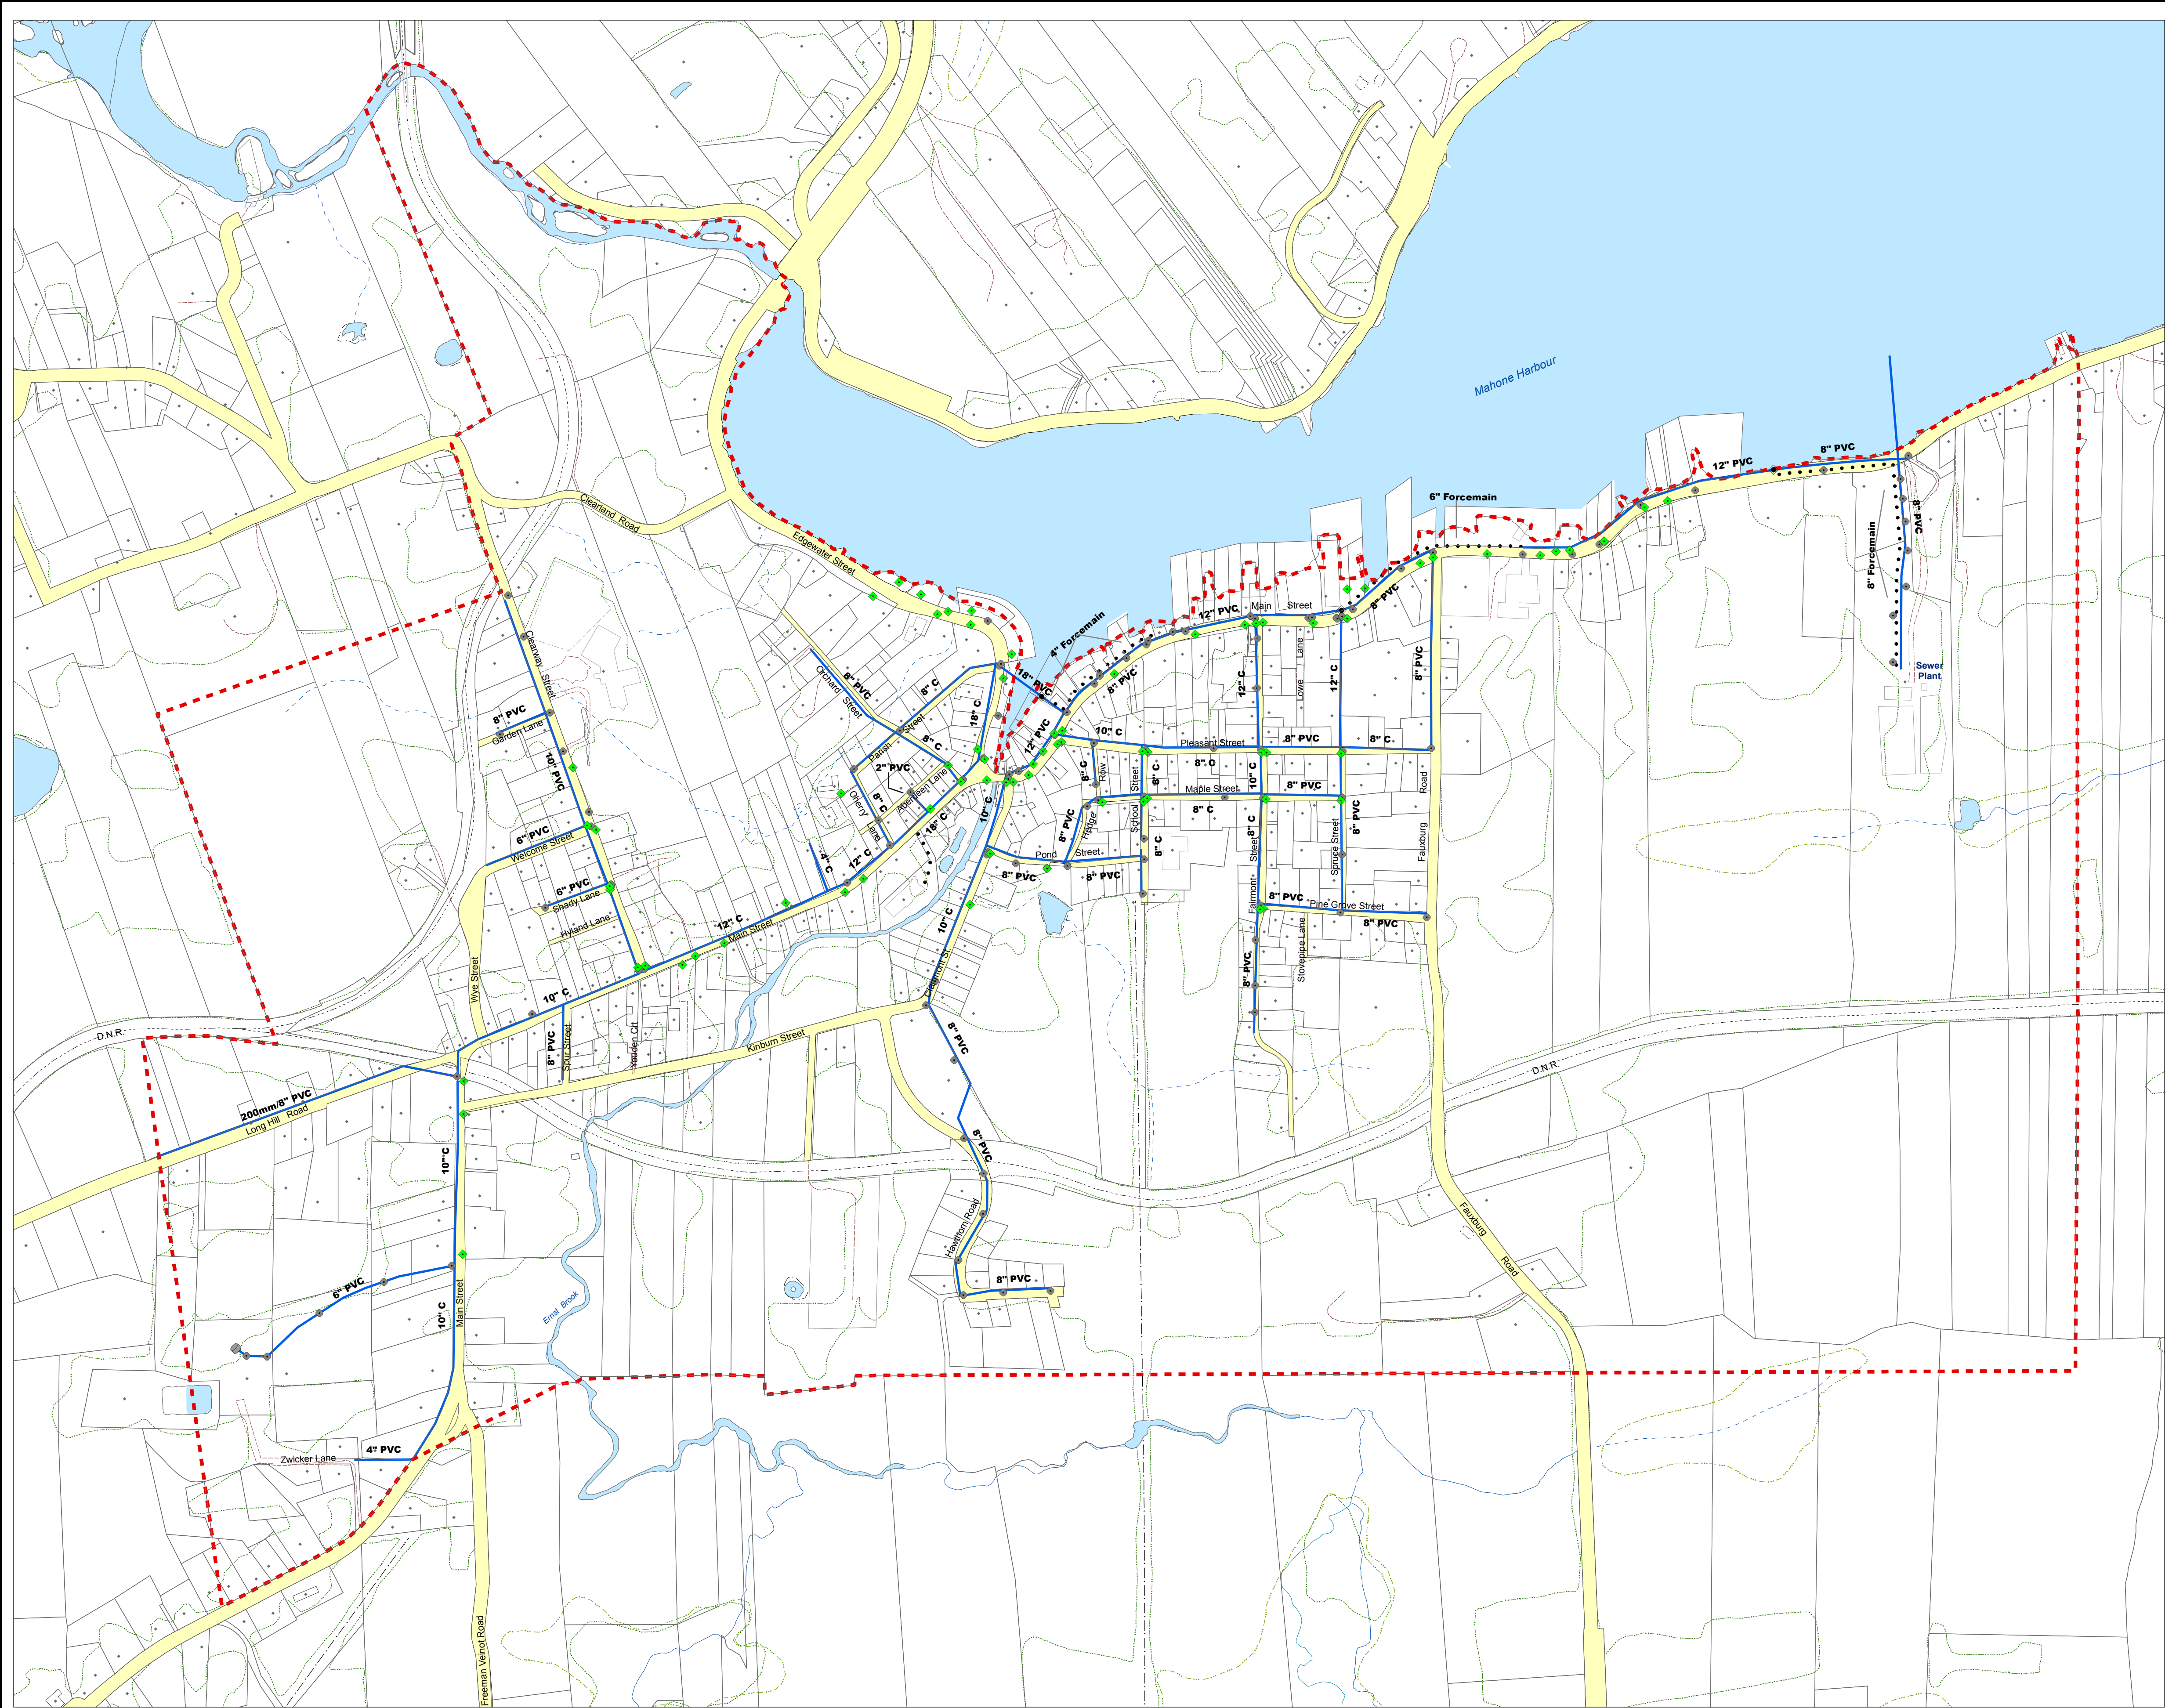 Mahone Harbour
8" PVC
12" PVC
6" Forcemain
Clearland Road
8" PVC
8" Forcemain
Edgewater Street
8" PVC
12" PVC
Main Street
4" Forcemain
Clearway Street
Orchard Street
8" PVC
8" C
18" PVC
8" PVC
12" C
Lowe Lane
12" C
8" PVC
Sewer
Plant
8" PVC
Garden Lane
18" C
12" PVC
10" C
Pleasant Street
8" PVC
8" C
Parish Street
8" C
10" PVC
2" PVC
Aberdeen Lane
8" C
Row
8" C
8" C
10" C
Maple Street
8" PVC
8" C
Cherry Lane
8" C
18" C
10" C
8" PVC
Hedge
School Street
8" C
8" PVC
Fauxburg Road
6" PVC
Welcome Street
4" C
12" C
Pond Street
8" PVC
8" PVC
8" C
Fairmont Street
Spruce Street
6" PVC
Shady Lane
Hyland Lane
12" C
Main Street
10" C
Clairmont St.
8" PVC
Pine Grove Street
8" PVC
Stovepipe Lane
8" PVC
Wye Street
10" C
8" PVC
Spur Street
Youden Crt
Kinburn Street
8" PVC
D.N.R.
D.N.R.
200mm/8" PVC
Long Hill Road
10" C
8" PVC
Hawthorn Road
8" PVC
Fauxburg Road
6" PVC
10" C
Main Street
Ernst Brook
4" PVC
Zwicker Lane
Freeman Veinot Road